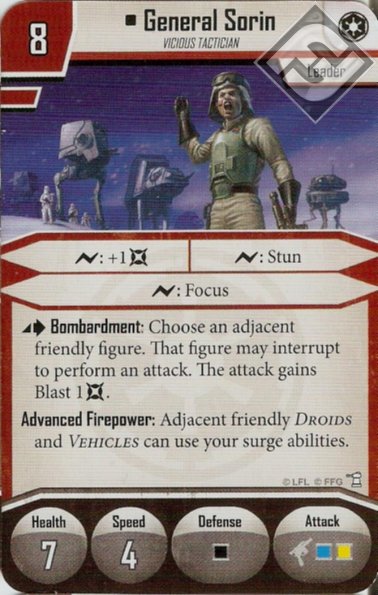 8
General Sorin
VICIOUS TACTICIAN
Leader
: +1
: Stun
: Focus
Bombardment: Choose an adjacent
friendly figure. That figure may interrupt
to perform an attack. The attack gains
Blast 1.
Advanced Firepower: Adjacent friendly DROIDS
and VEHICLES can use your surge abilities.
© LFL © FFG
Health
7
Speed
4
Defense
Attack